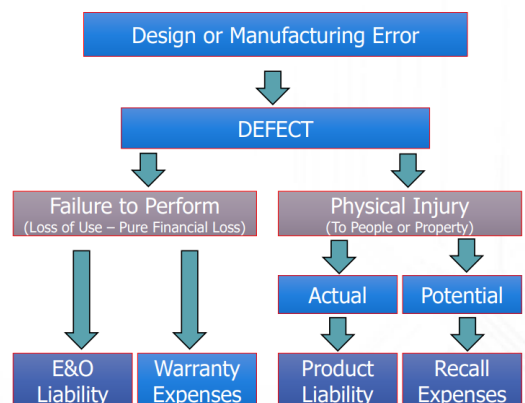 Design or Manufacturing Error
DEFECT
Failure to Perform
(Loss of Use – Pure Financial Loss)
Physical Injury
(To People or Property)
Actual
Potential
E&O
Liability
Warranty
Expenses
Product
Liability
Recall
Expenses